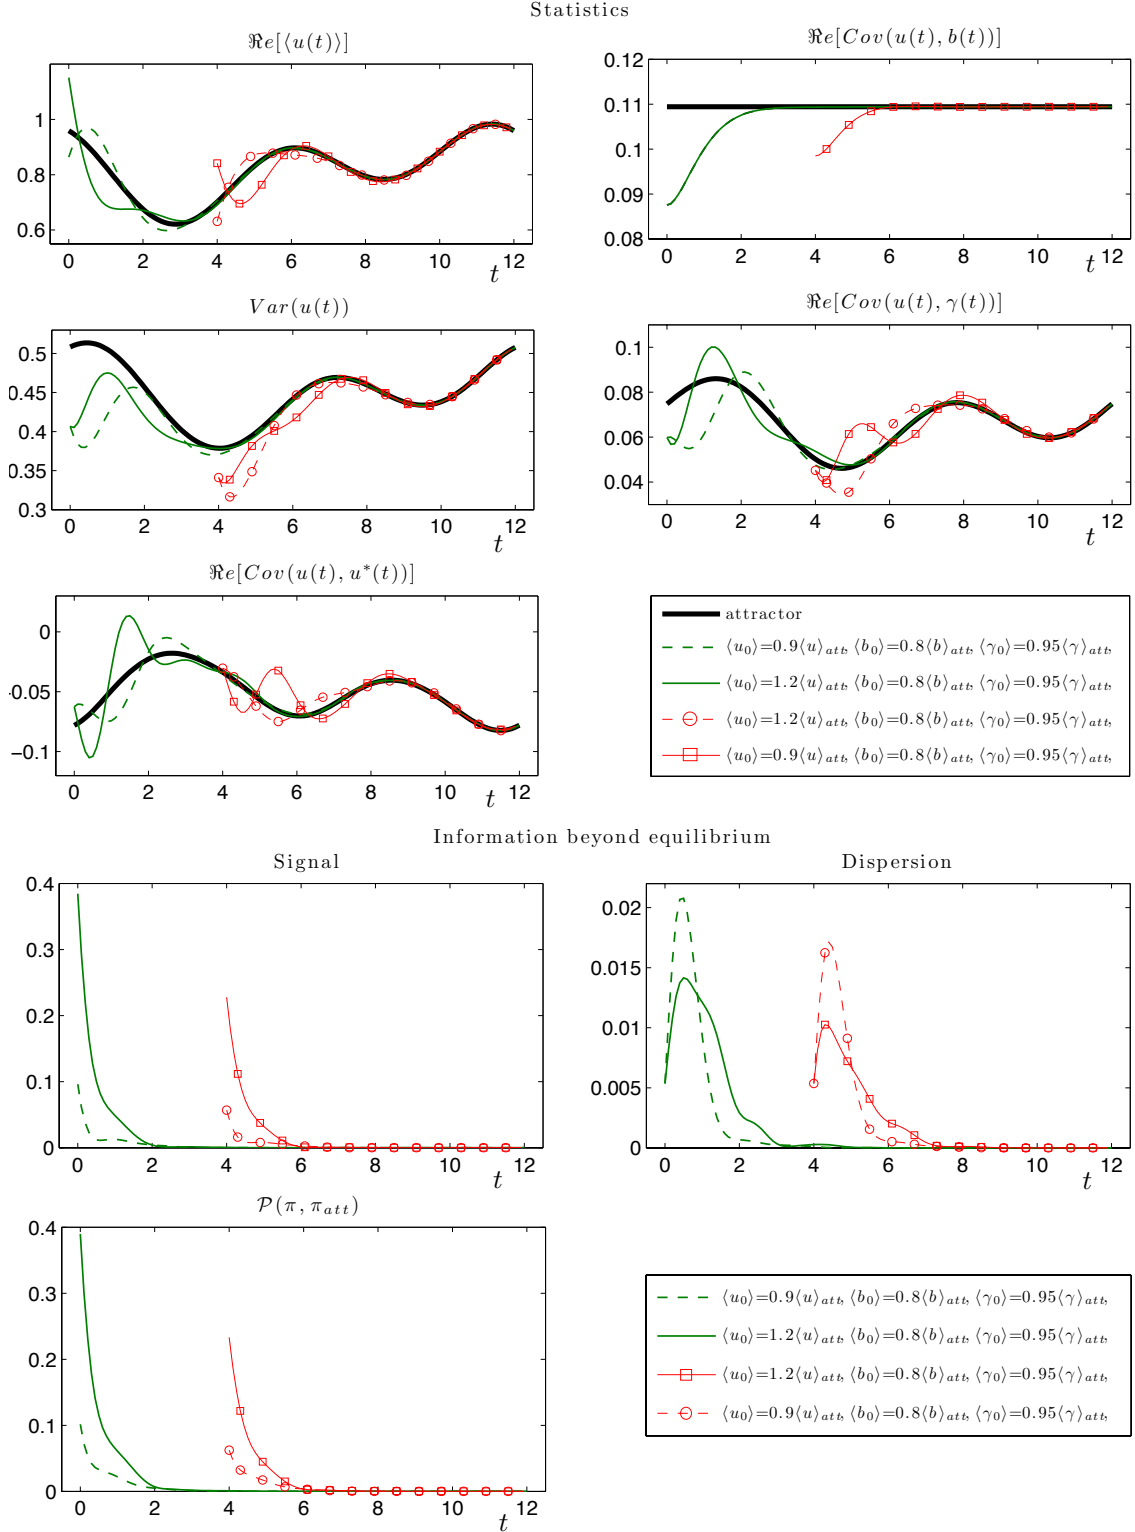 Statistics
ℜe[⟨u(t)⟩]
ℜe[Cov(u(t), b(t))]
1
0.8
0.6
0 2 4 6 8 10 12
t
0.12
0.11
0.1
0.09
0.08
0 2 4 6 8 10 12
t
Var(u(t))
ℜe[Cov(u(t), γ(t))]
0.5
0.45
0.4
0.35
0.3
0 2 4 6 8 10 12
t
0.1
0.08
0.06
0.04
0 2 4 6 8 10 12
t
ℜe[Cov(u(t), u*(t))]
0
-0.05
−0.1
0 2 4 6 8 10 12
t
attractor
⟨u₀⟩=0.9⟨u⟩att, ⟨b₀⟩=0.8⟨b⟩att, ⟨γ₀⟩=0.95⟨γ⟩att,
⟨u₀⟩=1.2⟨u⟩att, ⟨b₀⟩=0.8⟨b⟩att, ⟨γ₀⟩=0.95⟨γ⟩att,
⟨u₀⟩=1.2⟨u⟩att, ⟨b₀⟩=0.8⟨b⟩att, ⟨γ₀⟩=0.95⟨γ⟩att,
⟨u₀⟩=0.9⟨u⟩att, ⟨b₀⟩=0.8⟨b⟩att, ⟨γ₀⟩=0.95⟨γ⟩att,
Information beyond equilibrium
Signal
Dispersion
0.4
0.3
0.2
0.1
0
0 2 4 6 8 10 12
t
0.02
0.015
0.01
0.005
0
0 2 4 6 8 10 12
t
𝒫(π, πatt)
0.4
0.3
0.2
0.1
0
0 2 4 6 8 10 12
t
⟨u₀⟩=0.9⟨u⟩att, ⟨b₀⟩=0.8⟨b⟩att, ⟨γ₀⟩=0.95⟨γ⟩att,
⟨u₀⟩=1.2⟨u⟩att, ⟨b₀⟩=0.8⟨b⟩att, ⟨γ₀⟩=0.95⟨γ⟩att,
⟨u₀⟩=1.2⟨u⟩att, ⟨b₀⟩=0.8⟨b⟩att, ⟨γ₀⟩=0.95⟨γ⟩att,
⟨u₀⟩=0.9⟨u⟩att, ⟨b₀⟩=0.8⟨b⟩att, ⟨γ₀⟩=0.95⟨γ⟩att,